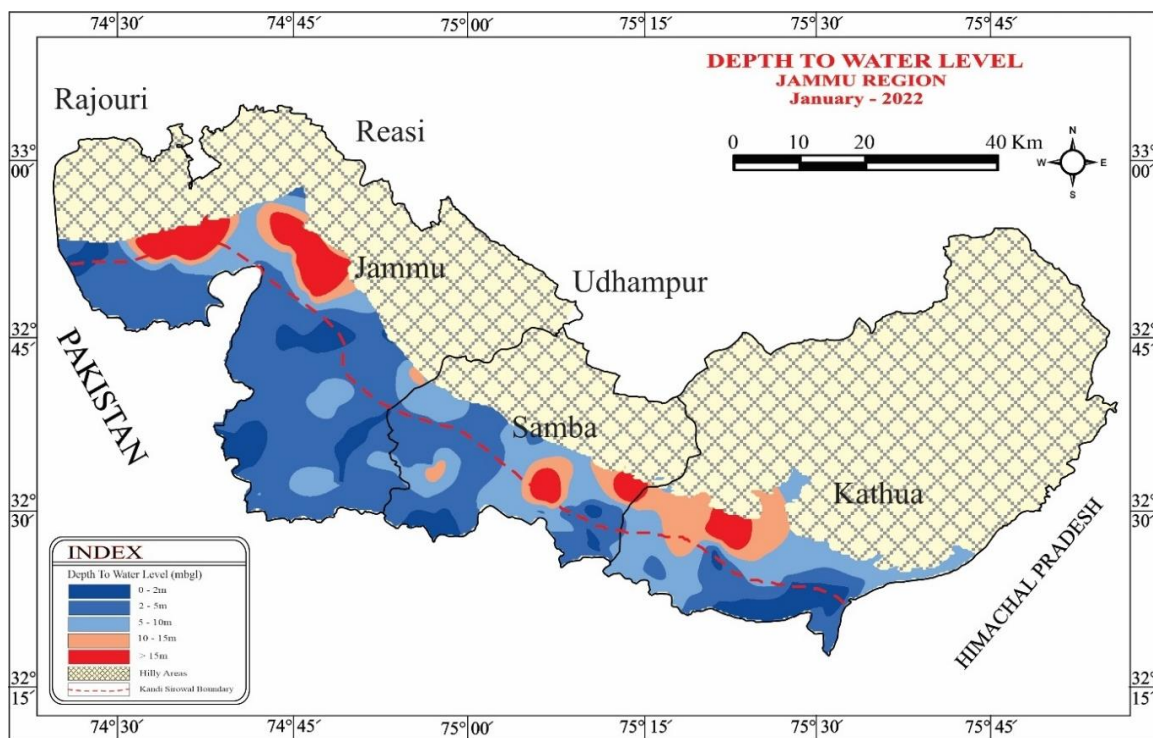 74°30′ 74°45′ 75°00′ 75°15′ 75°30′ 75°45′
DEPTH TO WATER LEVEL
JAMMU REGION
January - 2022
0 10 20 40 Km
N
W E
S
33°
00′
33°
00′
Rajouri
Reasi
Jammu
Udhampur
32°
45′
32°
45′
PAKISTAN
Samba
Kathua
32°
30′
32°
30′
HIMACHAL PRADESH
INDEX
Depth To Water Level (mbgl)
0 - 2m
2 - 5m
5 - 10m
10 - 15m
> 15m
Hilly Areas
Kandi Sirowal Boundary
32°
15′
32°
15′
74°30′ 74°45′ 75°00′ 75°15′ 75°30′ 75°45′